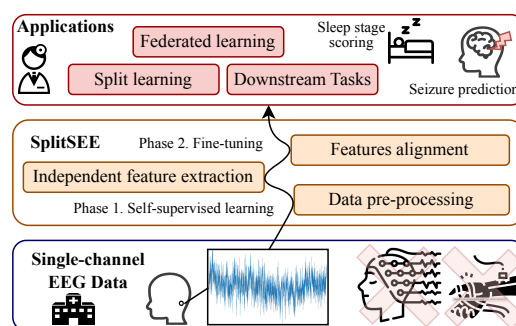 Applications
Federated learning
Split learning
Downstream Tasks
Sleep stage
scoring
z z z
Seizure prediction
SplitSEE
Phase 2. Fine-tuning
Features alignment
Independent feature extraction
Phase 1. Self-supervised learning
Data pre-processing
Single-channel
EEG Data